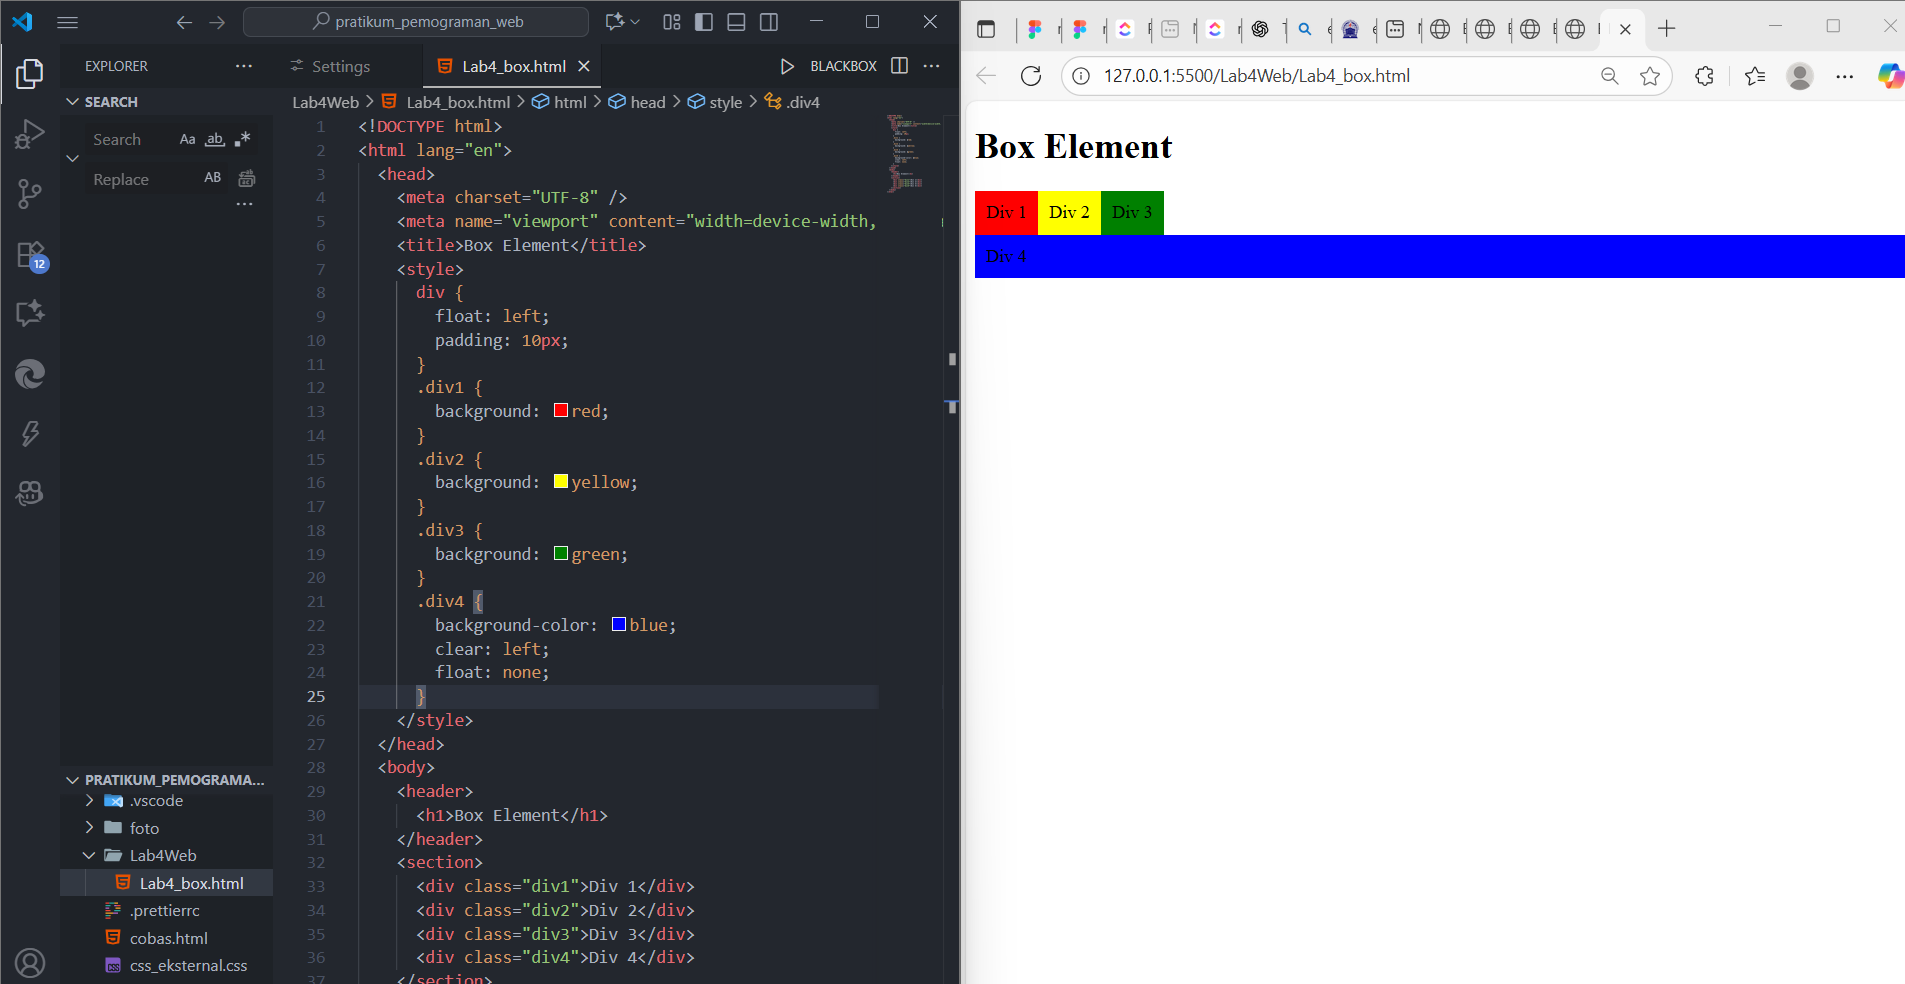 pratikum_pemograman_web
EXPLORER
SEARCH
Search
Aa
ab
Replace
AB
12
Settings
Lab4_box.html
BLACKBOX
Lab4Web > Lab4_box.html > html > head > style > .div4
1 <!DOCTYPE html>
2 <html lang="en">
3 <head>
4 <meta charset="UTF-8" />
5 <meta name="viewport" content="width=device-width,
6 <title>Box Element</title>
7 <style>
8 div {
9 float: left;
10 padding: 10px;
11 }
12 .div1 {
13 background: red;
14 }
15 .div2 {
16 background: yellow;
17 }
18 .div3 {
19 background: green;
20 }
21 .div4 {
22 background-color: blue;
23 clear: left;
24 float: none;
25 }
26 </style>
27 </head>
28 <body>
29 <header>
30 <h1>Box Element</h1>
31 </header>
32 <section>
33 <div class="div1">Div 1</div>
34 <div class="div2">Div 2</div>
35 <div class="div3">Div 3</div>
36 <div class="div4">Div 4</div>
37 </section>
PRATIKUM_PEMOGRAMA...
.vscode
foto
Lab4Web
Lab4_box.html
.prettierrc
cobas.html
css_eksternal.css
127.0.0.1:5500/Lab4Web/Lab4_box.html
Box Element
Div 1 Div 2 Div 3
Div 4